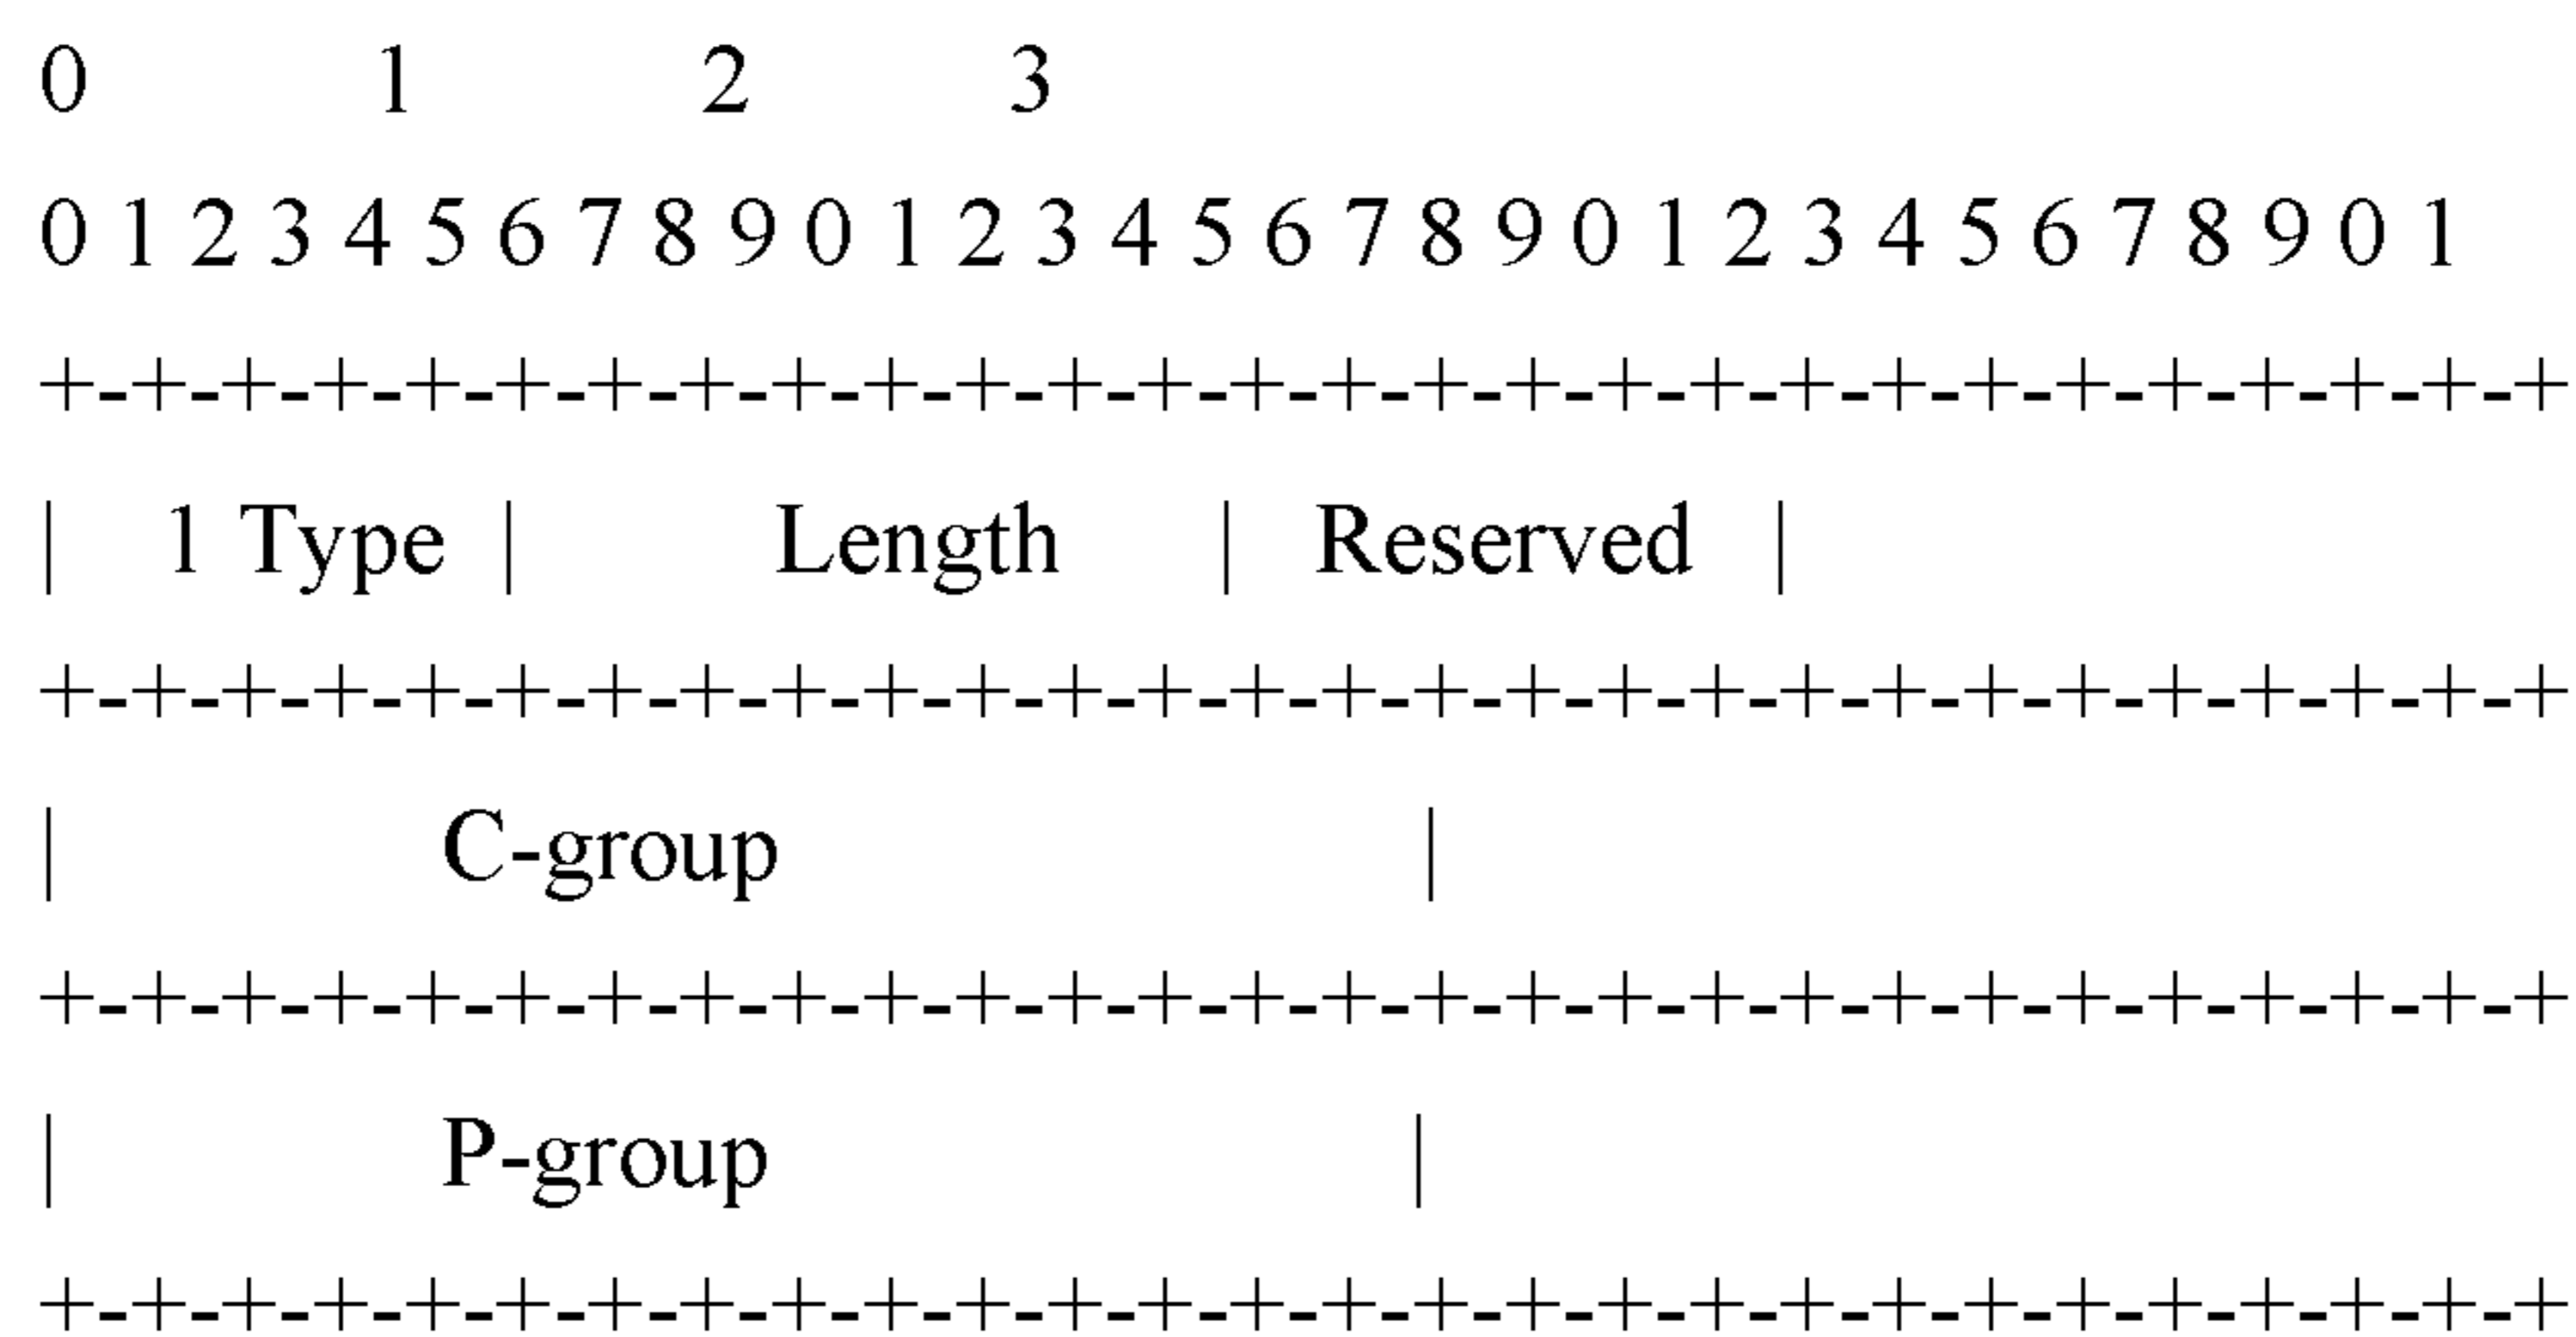 0 1 2 3
0 1 2 3 4 5 6 7 8 9 0 1 2 3 4 5 6 7 8 9 0 1 2 3 4 5 6 7 8 9 0 1
+-+-+-+-+-+-+-+-+-+-+-+-+-+-+-+-+-+-+-+-+-+-+-+-+-+-+-+
| 1 Type | Length | Reserved |
+-+-+-+-+-+-+-+-+-+-+-+-+-+-+-+-+-+-+-+-+-+-+-+-+-+-+-+
| C-group |
+-+-+-+-+-+-+-+-+-+-+-+-+-+-+-+-+-+-+-+-+-+-+-+-+-+-+-+
| P-group |
+-+-+-+-+-+-+-+-+-+-+-+-+-+-+-+-+-+-+-+-+-+-+-+-+-+-+-+